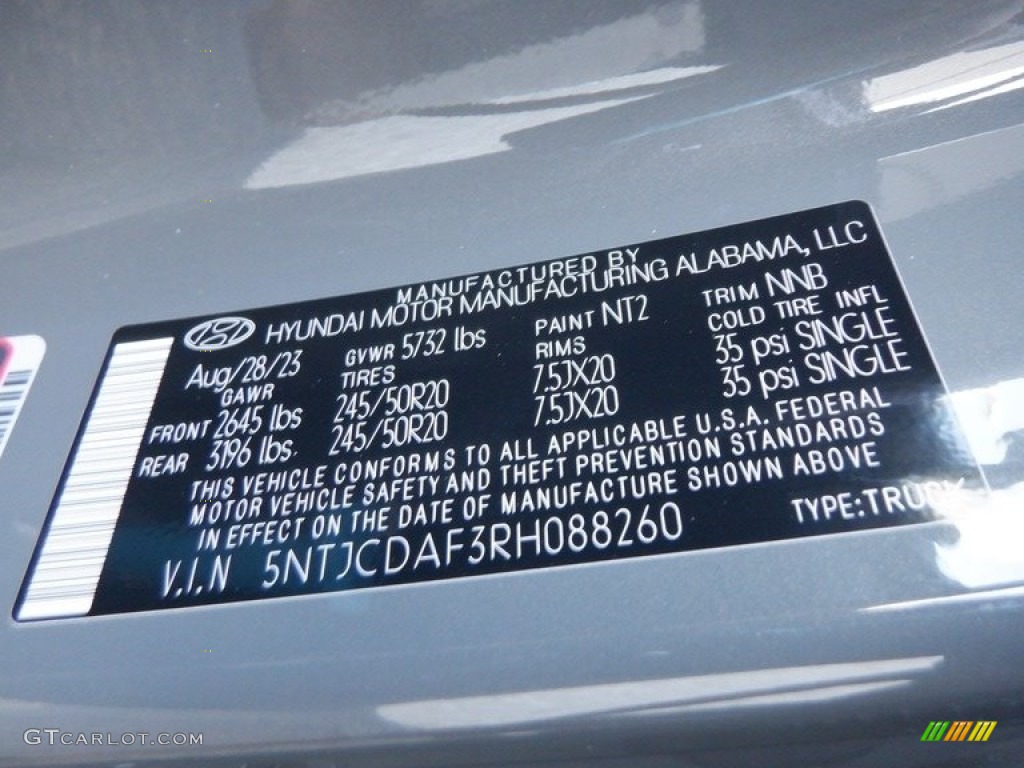 MANUFACTURED BY
HYUNDAI MOTOR MANUFACTURING ALABAMA, LLC
Aug/28/23 GVWR 5732 lbs PAINT NT2 TRIM NNB
GAWR TIRES RIMS COLD TIRE INFL
FRONT 2645 lbs 245/50R20 7.5JX20 35 psi SINGLE
REAR 3196 lbs. 245/50R20 7.5JX20 35 psi SINGLE
THIS VEHICLE CONFORMS TO ALL APPLICABLE U.S.A. FEDERAL
MOTOR VEHICLE SAFETY AND THEFT PREVENTION STANDARDS
IN EFFECT ON THE DATE OF MANUFACTURE SHOWN ABOVE
V.I.N 5NTJCDAF3RH088260 TYPE:TRUCK
GTCARLOT.COM